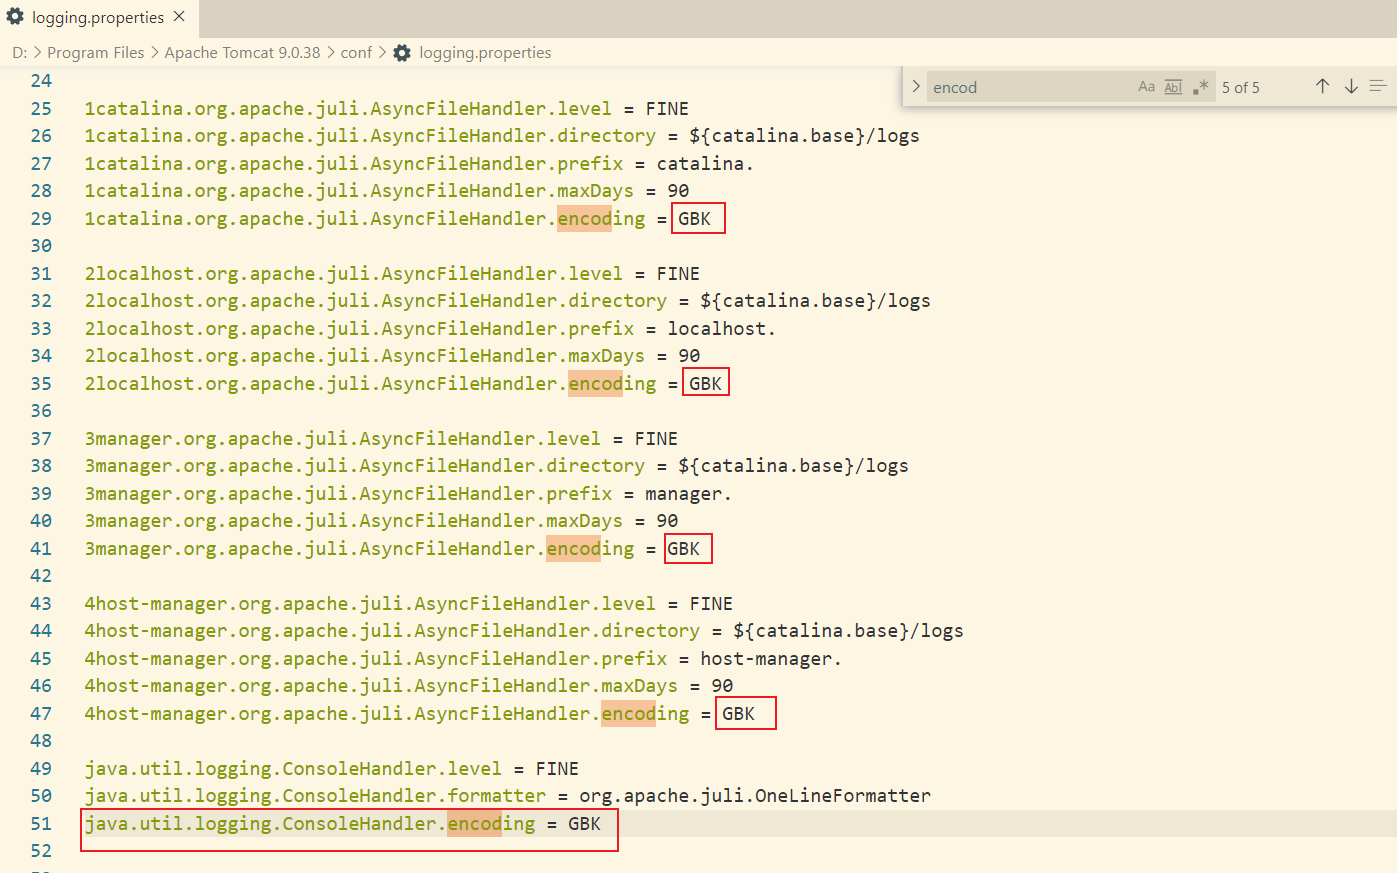 logging.properties ×
D: > Program Files > Apache Tomcat 9.0.38 > conf > logging.properties
encod Aa Abl .* 5 of 5
24
25 1catalina.org.apache.juli.AsyncFileHandler.level = FINE
26 1catalina.org.apache.juli.AsyncFileHandler.directory = ${catalina.base}/logs
27 1catalina.org.apache.juli.AsyncFileHandler.prefix = catalina.
28 1catalina.org.apache.juli.AsyncFileHandler.maxDays = 90
29 1catalina.org.apache.juli.AsyncFileHandler.encoding = GBK
30
31 2localhost.org.apache.juli.AsyncFileHandler.level = FINE
32 2localhost.org.apache.juli.AsyncFileHandler.directory = ${catalina.base}/logs
33 2localhost.org.apache.juli.AsyncFileHandler.prefix = localhost.
34 2localhost.org.apache.juli.AsyncFileHandler.maxDays = 90
35 2localhost.org.apache.juli.AsyncFileHandler.encoding = GBK
36
37 3manager.org.apache.juli.AsyncFileHandler.level = FINE
38 3manager.org.apache.juli.AsyncFileHandler.directory = ${catalina.base}/logs
39 3manager.org.apache.juli.AsyncFileHandler.prefix = manager.
40 3manager.org.apache.juli.AsyncFileHandler.maxDays = 90
41 3manager.org.apache.juli.AsyncFileHandler.encoding = GBK
42
43 4host-manager.org.apache.juli.AsyncFileHandler.level = FINE
44 4host-manager.org.apache.juli.AsyncFileHandler.directory = ${catalina.base}/logs
45 4host-manager.org.apache.juli.AsyncFileHandler.prefix = host-manager.
46 4host-manager.org.apache.juli.AsyncFileHandler.maxDays = 90
47 4host-manager.org.apache.juli.AsyncFileHandler.encoding = GBK
48
49 java.util.logging.ConsoleHandler.level = FINE
50 java.util.logging.ConsoleHandler.formatter = org.apache.juli.OneLineFormatter
51 java.util.logging.ConsoleHandler.encoding = GBK
52